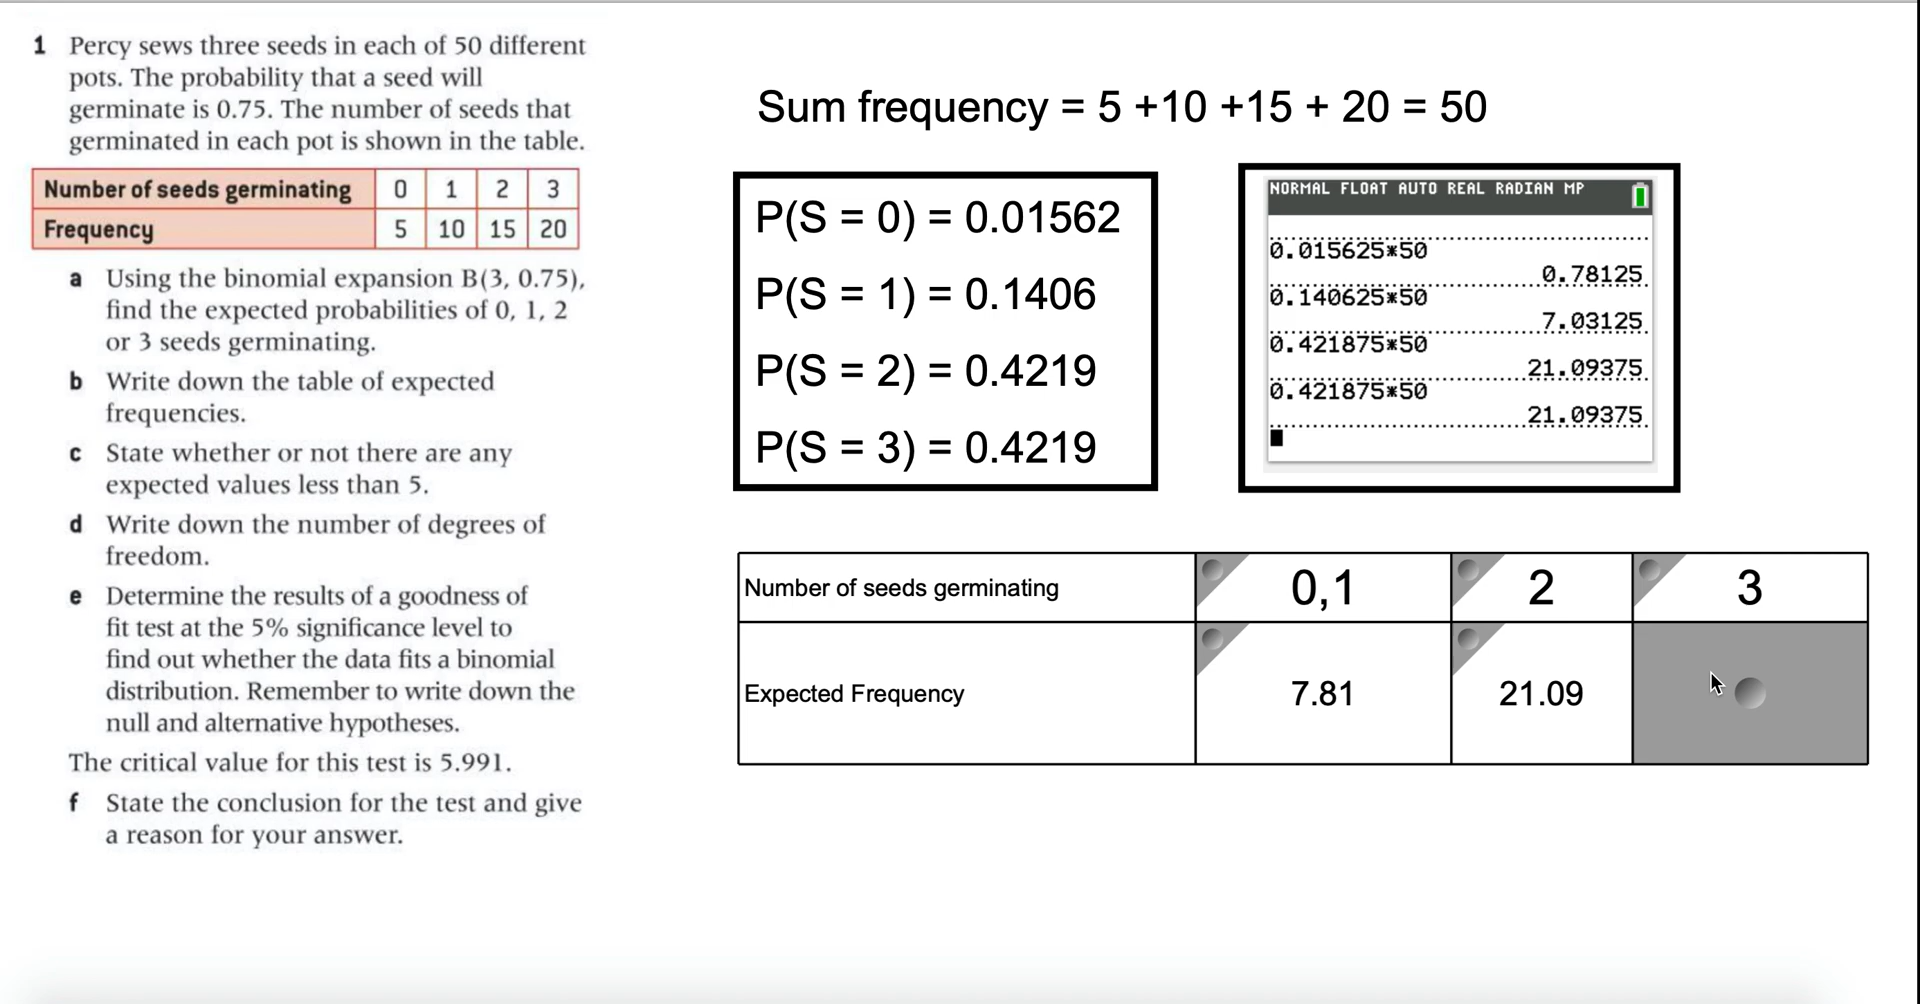 1 Percy sews three seeds in each of 50 different
pots. The probability that a seed will
germinate is 0.75. The number of seeds that
germinated in each pot is shown in the table.
Number of seeds germinating 0 1 2 3
Frequency 5 10 15 20
a Using the binomial expansion B(3, 0.75),
find the expected probabilities of 0, 1, 2
or 3 seeds germinating.
b Write down the table of expected
frequencies.
c State whether or not there are any
expected values less than 5.
d Write down the number of degrees of
freedom.
e Determine the results of a goodness of
fit test at the 5% significance level to
find out whether the data fits a binomial
distribution. Remember to write down the
null and alternative hypotheses.
The critical value for this test is 5.991.
f State the conclusion for the test and give
a reason for your answer.
Sum frequency = 5 +10 +15 + 20 = 50
P(S = 0) = 0.01562
P(S = 1) = 0.1406
P(S = 2) = 0.4219
P(S = 3) = 0.4219
NORMAL FLOAT AUTO REAL RADIAN MP
0.015625*50
0.78125
0.140625*50
7.03125
0.421875*50
21.09375
0.421875*50
21.09375
Number of seeds germinating 0,1 2 3
Expected Frequency 7.81 21.09